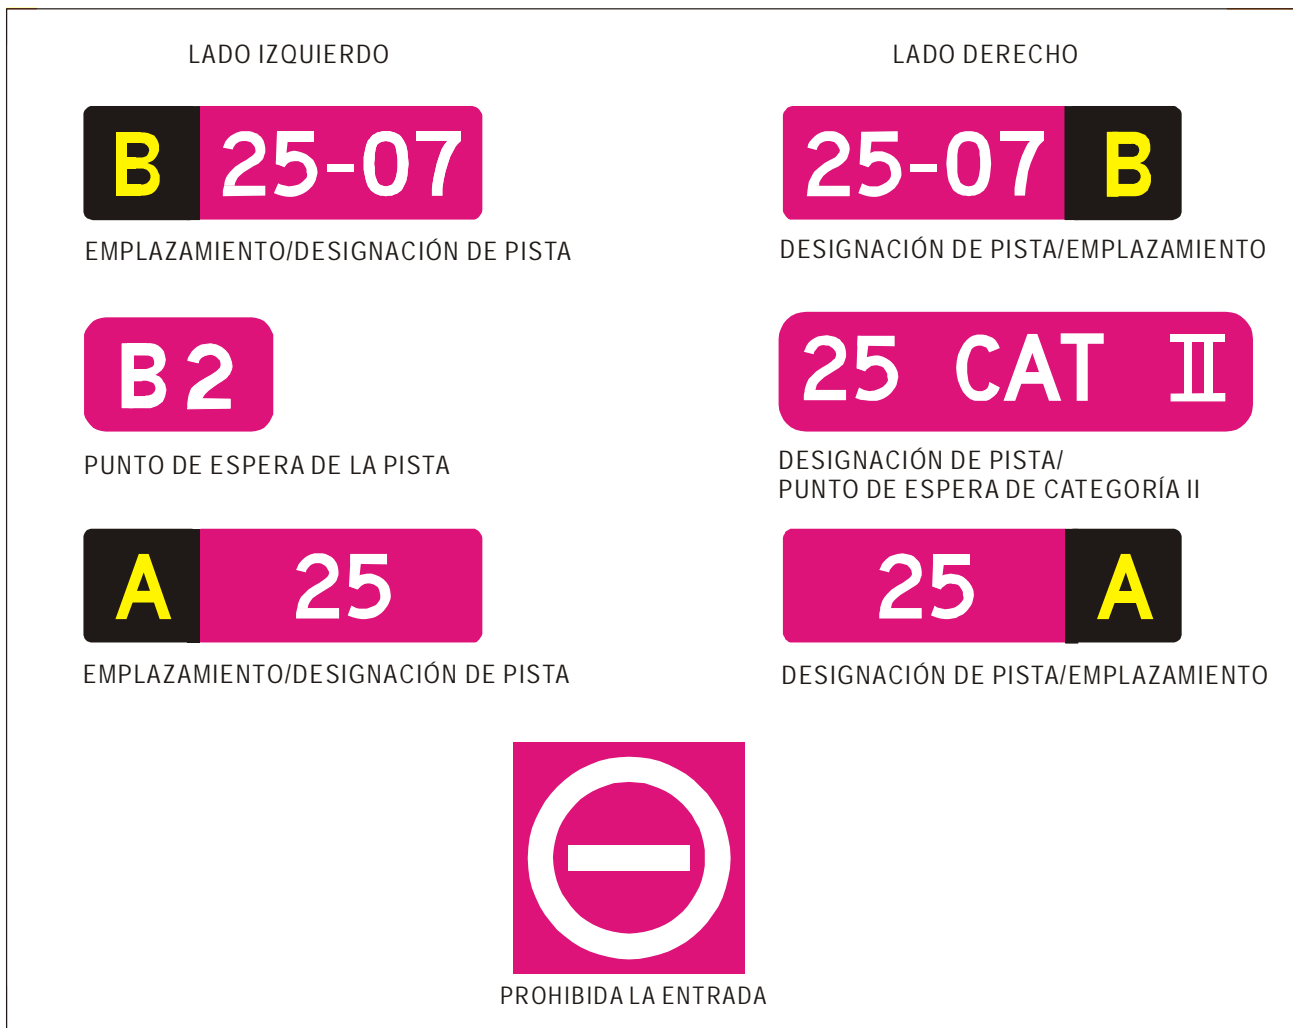 LADO IZQUIERDO
LADO DERECHO
B 25-07
25-07 B
EMPLAZAMIENTO/DESIGNACIÓN DE PISTA
DESIGNACIÓN DE PISTA/EMPLAZAMIENTO
B2
25 CAT II
PUNTO DE ESPERA DE LA PISTA
DESIGNACIÓN DE PISTA/
PUNTO DE ESPERA DE CATEGORÍA II
A 25
25 A
EMPLAZAMIENTO/DESIGNACIÓN DE PISTA
DESIGNACIÓN DE PISTA/EMPLAZAMIENTO
PROHIBIDA LA ENTRADA